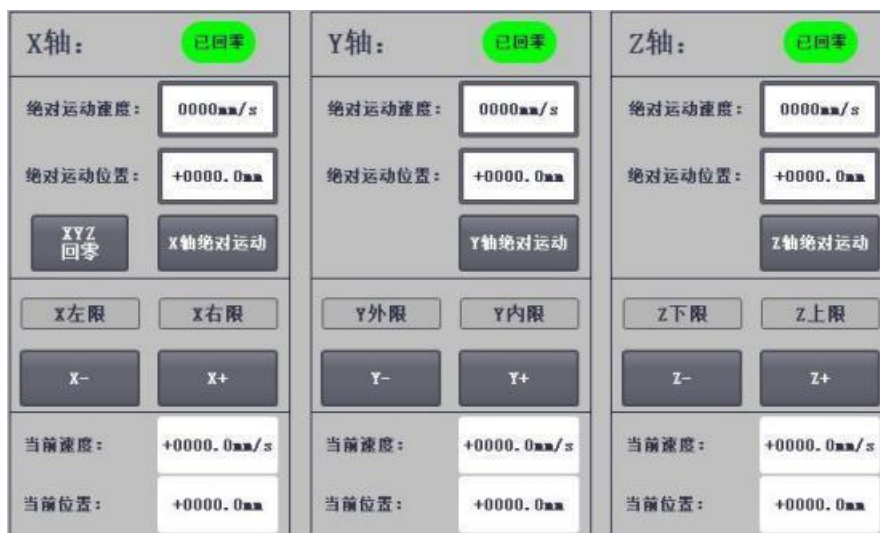 X轴： 已回零
绝对运动速度： 0000mm/s
绝对运动位置： +0000.0mm
XYZ
回零
X轴绝对运动
X左限 X右限
X- X+
当前速度： +0000.0mm/s
当前位置： +0000.0mm
Y轴： 已回零
绝对运动速度： 0000mm/s
绝对运动位置： +0000.0mm
Y轴绝对运动
Y外限 Y内限
Y- Y+
当前速度： +0000.0mm/s
当前位置： +0000.0mm
Z轴： 已回零
绝对运动速度： 0000mm/s
绝对运动位置： +0000.0mm
Z轴绝对运动
Z下限 Z上限
Z- Z+
当前速度： +0000.0mm/s
当前位置： +0000.0mm